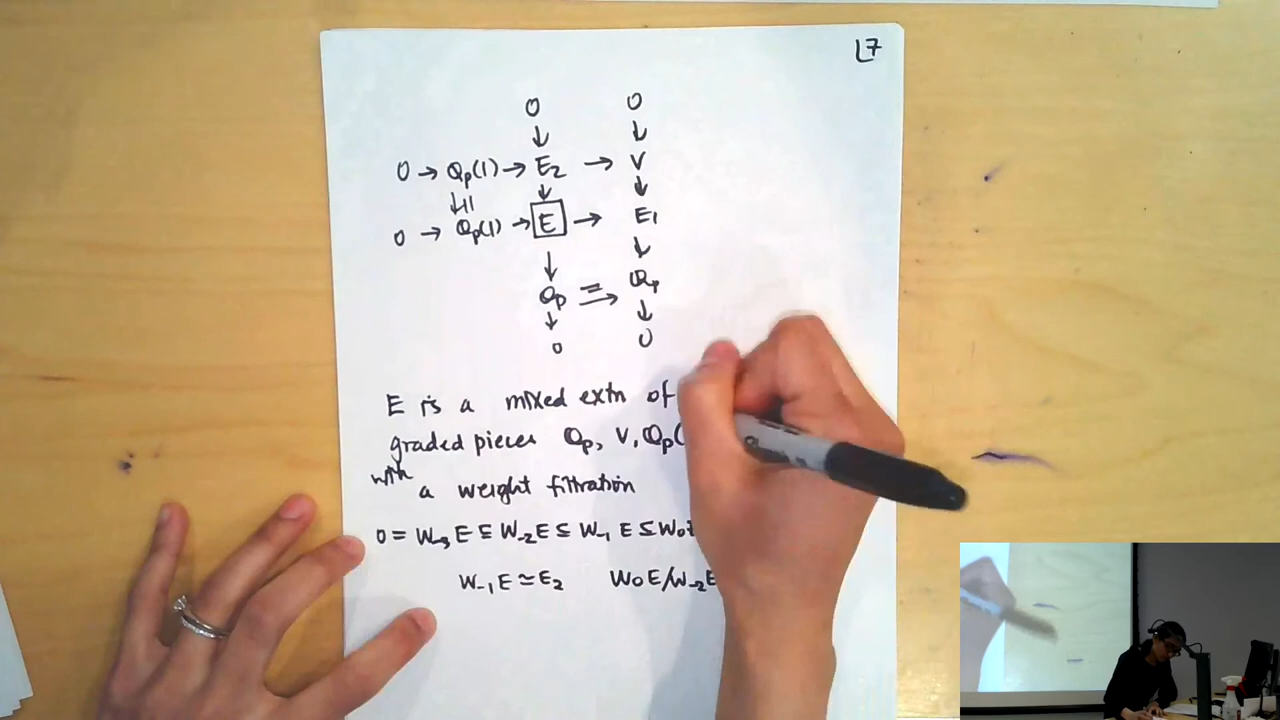 L7
0 0
↓ ↓
0 → Qp(1) → E2 → V
↓|| ↓ ↓
0 → Qp(1) → E → E1
↓ ↓
Qp =→ Qp
↓ ↓
0 0
E is a mixed extn of
graded pieces Qp, V, Qp(
with a weight filtration
0 = W-3 E ⊆ W-2 E ⊆ W-1 E ⊆ W0
W-1 E ≃ E2 W0 E/W-2 E